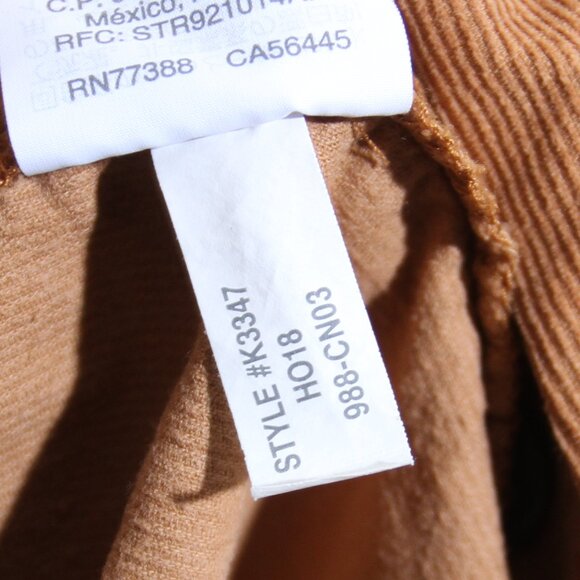 C.P.
México,
RFC: STR921014
RN77388 CA56445
STYLE #K3347
HO18
988-CN03